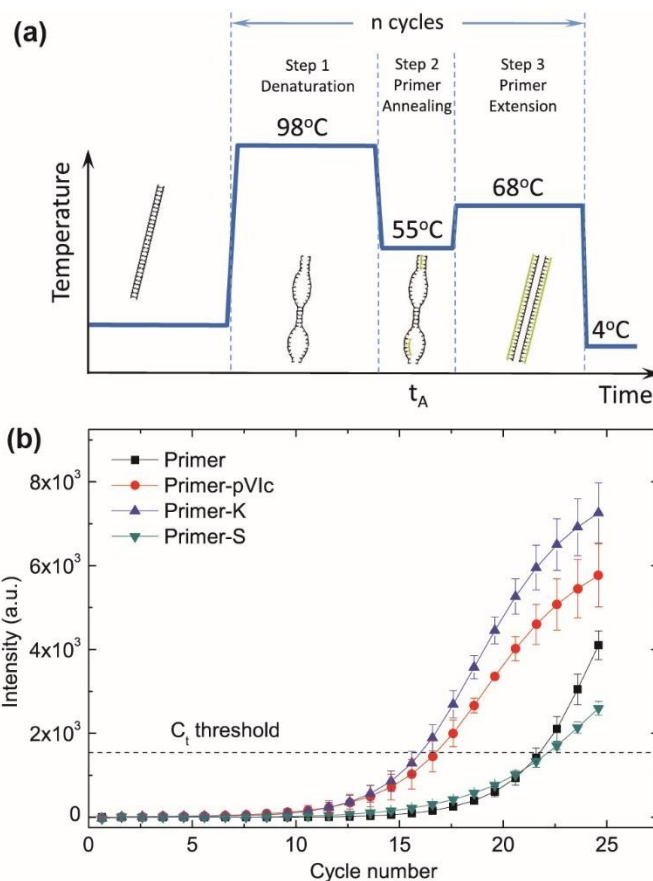 (a)
n cycles
Step 1
Denaturation
Step 2
Primer
Annealing
Step 3
Primer
Extension
98°C
55°C
68°C
4°C
Temperature
t_A
Time
(b)
Primer
Primer-pVIc
Primer-K
Primer-S
C_t threshold
Intensity (a.u.)
8x10³
6x10³
4x10³
2x10³
0
0
5
10
15
20
25
Cycle number